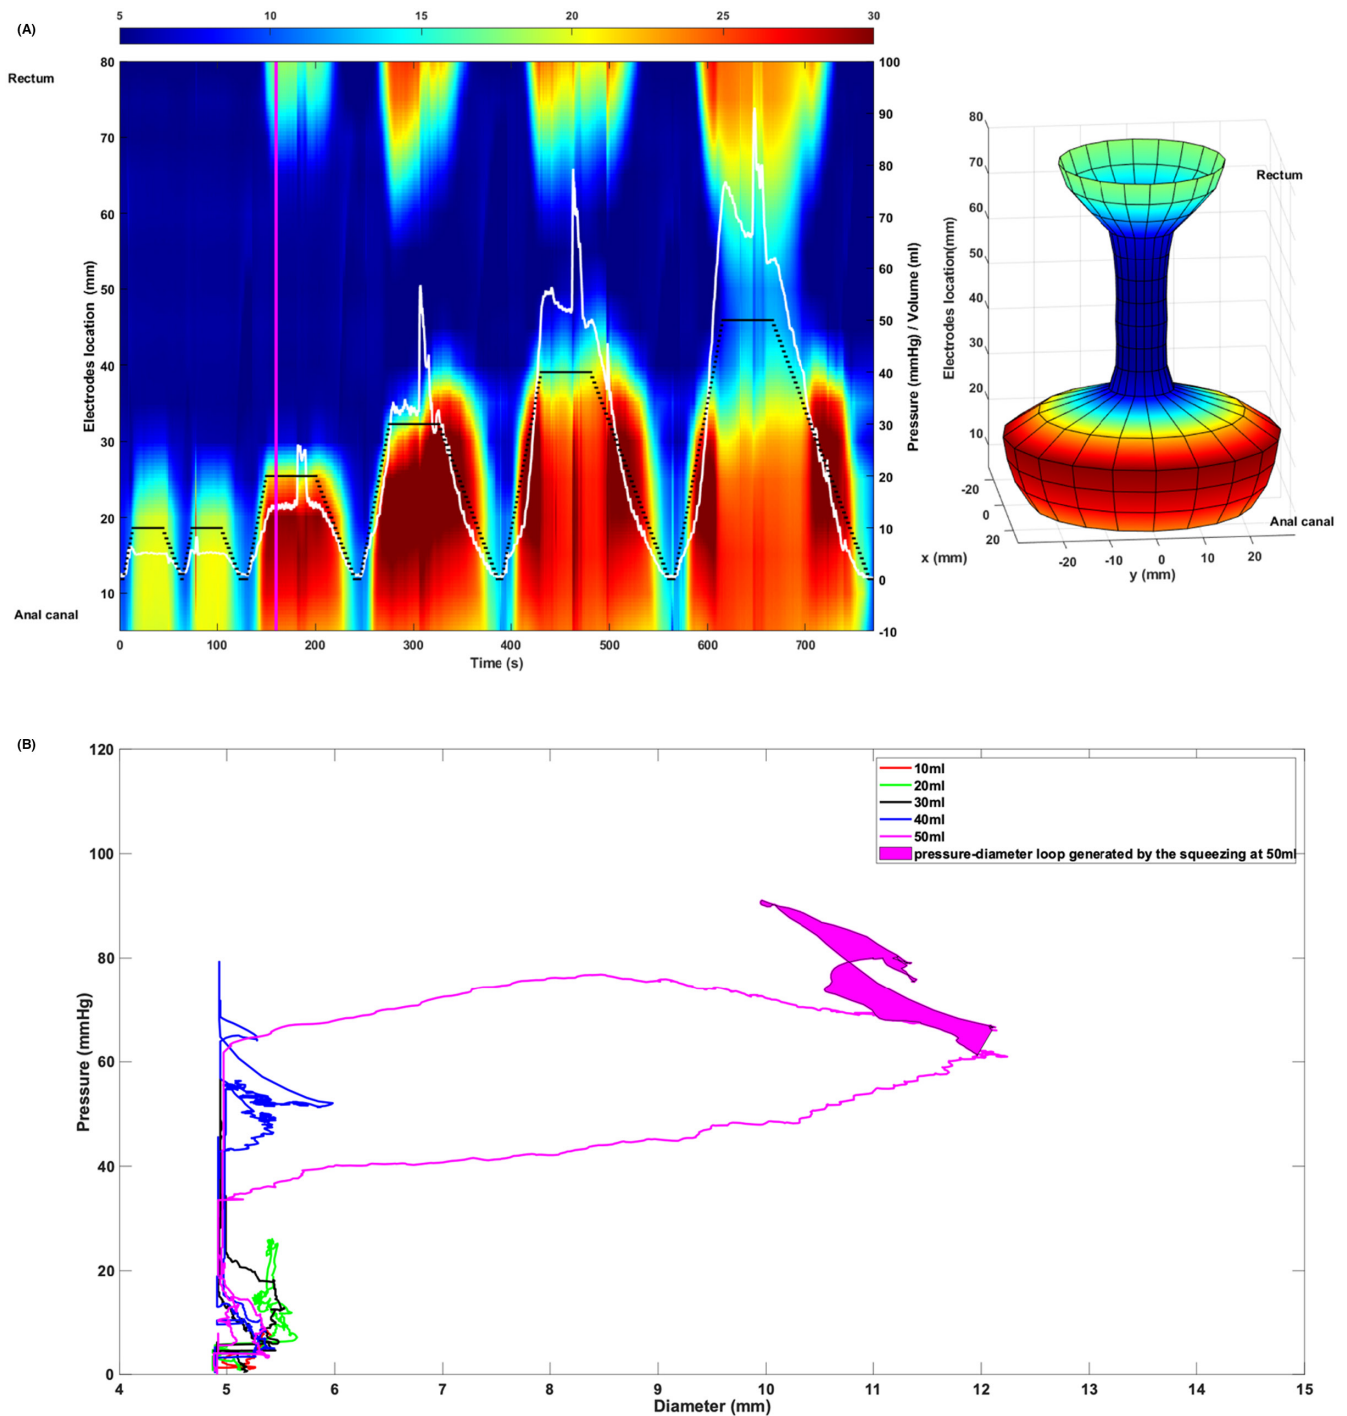 (A)
5 10 15 20 25 30
Rectum
80 70 60 50 40 30 20 10
Electrodes location (mm)
Anal canal
100 90 80 70 60 50 40 30 20 10 0 -10
Pressure (mmHg) / Volume (ml)
0 100 200 300 400 500 600 700
Time (s)
80 70 60 50 40 30 20 10
Electrodes location(mm)
Rectum
Anal canal
-20 0 20
x (mm)
-20 -10 0 10 20
y (mm)
(B)
120 100 80 60 40 20 0
Pressure (mmHg)
10ml
20ml
30ml
40ml
50ml
pressure-diameter loop generated by the squeezing at 50ml
4 5 6 7 8 9 10 11 12 13 14 15
Diameter (mm)